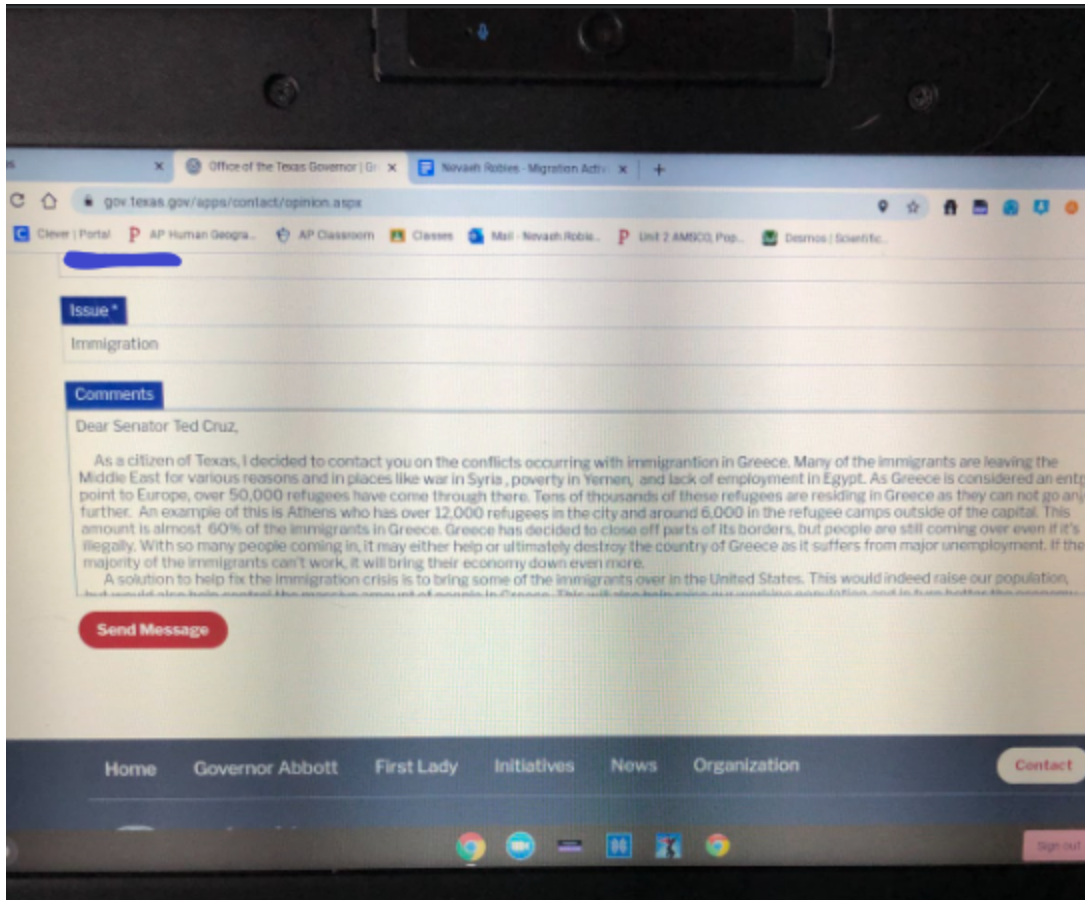 Office of the Texas Governor | Gr
Nevaeh Robles - Migration Activ
gov.texas.gov/apps/contact/opinion.aspx
Clever | Portal AP Human Geogra... AP Classroom Classes Mail - Nevaeh.Roble... Unit 2 AMSCO, Pop... Desmos | Scientific...
Issue *
Immigration
Comments
Dear Senator Ted Cruz,
As a citizen of Texas, I decided to contact you on the conflicts occurring with immigrantion in Greece. Many of the immigrants are leaving the
Middle East for various reasons and in places like war in Syria , poverty in Yemen, and lack of employment in Egypt. As Greece is considered an entr
point to Europe, over 50,000 refugees have come through there. Tens of thousands of these refugees are residing in Greece as they can not go any
further. An example of this is Athens who has over 12,000 refugees in the city and around 6,000 in the refugee camps outside of the capital. This
amount is almost 60% of the immigrants in Greece. Greece has decided to close off parts of its borders, but people are still coming over even if it's
illegally. With so many people coming in, it may either help or ultimately destroy the country of Greece as it suffers from major unemployment. If the
majority of the immigrants can't work, it will bring their economy down even more.
A solution to help fix the immigration crisis is to bring some of the immigrants over in the United States. This would indeed raise our population,
Send Message
Home Governor Abbott First Lady Initiatives News Organization Contact
Sign out